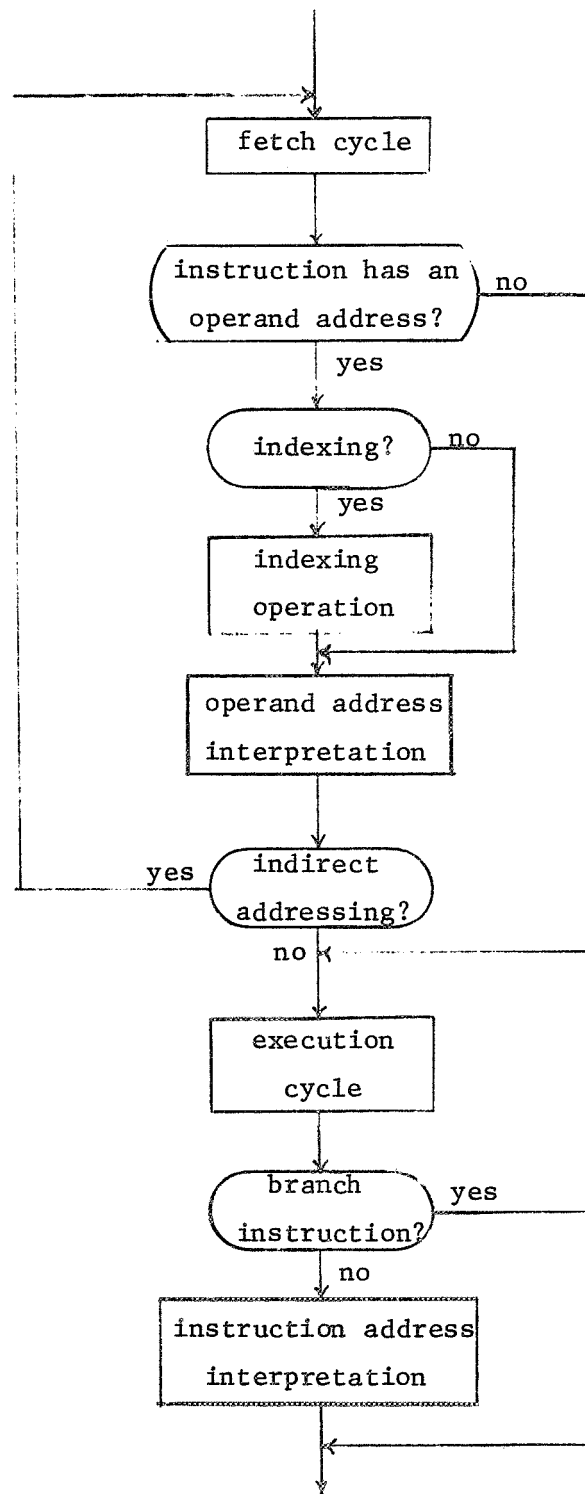 fetch cycle
instruction has an
operand address?
no
yes
indexing?
no
yes
indexing
operation
operand address
interpretation
yes
indirect
addressing?
no
execution
cycle
branch
instruction?
yes
no
instruction address
interpretation